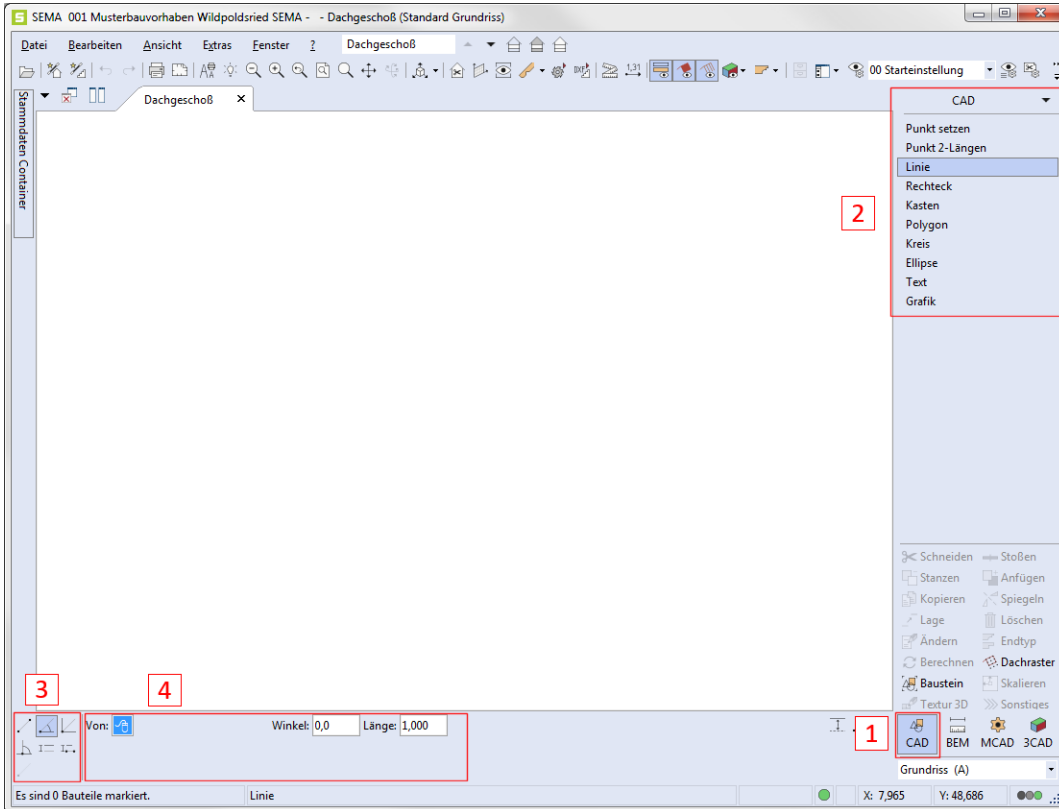 SEMA 001 Musterbauvorhaben Wildpoldsried SEMA - - Dachgeschoß (Standard Grundriss)
Datei Bearbeiten Ansicht Extras Fenster ? Dachgeschoß
1,31 DXF 00 Starteinstellung
Stammdaten Container
Dachgeschoß X
CAD
Punkt setzen
Punkt 2-Längen
Linie
Rechteck
Kasten
Polygon
Kreis
Ellipse
Text
Grafik
2
Schneiden Stoßen
Stanzen Anfügen
Kopieren Spiegeln
Lage Löschen
Ändern Endtyp
Berechnen Dachraster
Baustein Skalieren
Textur 3D Sonstiges
3 4
Von: Winkel: 0,0 Länge: 1,000
1
CAD BEM MCAD 3CAD
Grundriss (A)
Es sind 0 Bauteile markiert. Linie X: 7,965 Y: 48,686